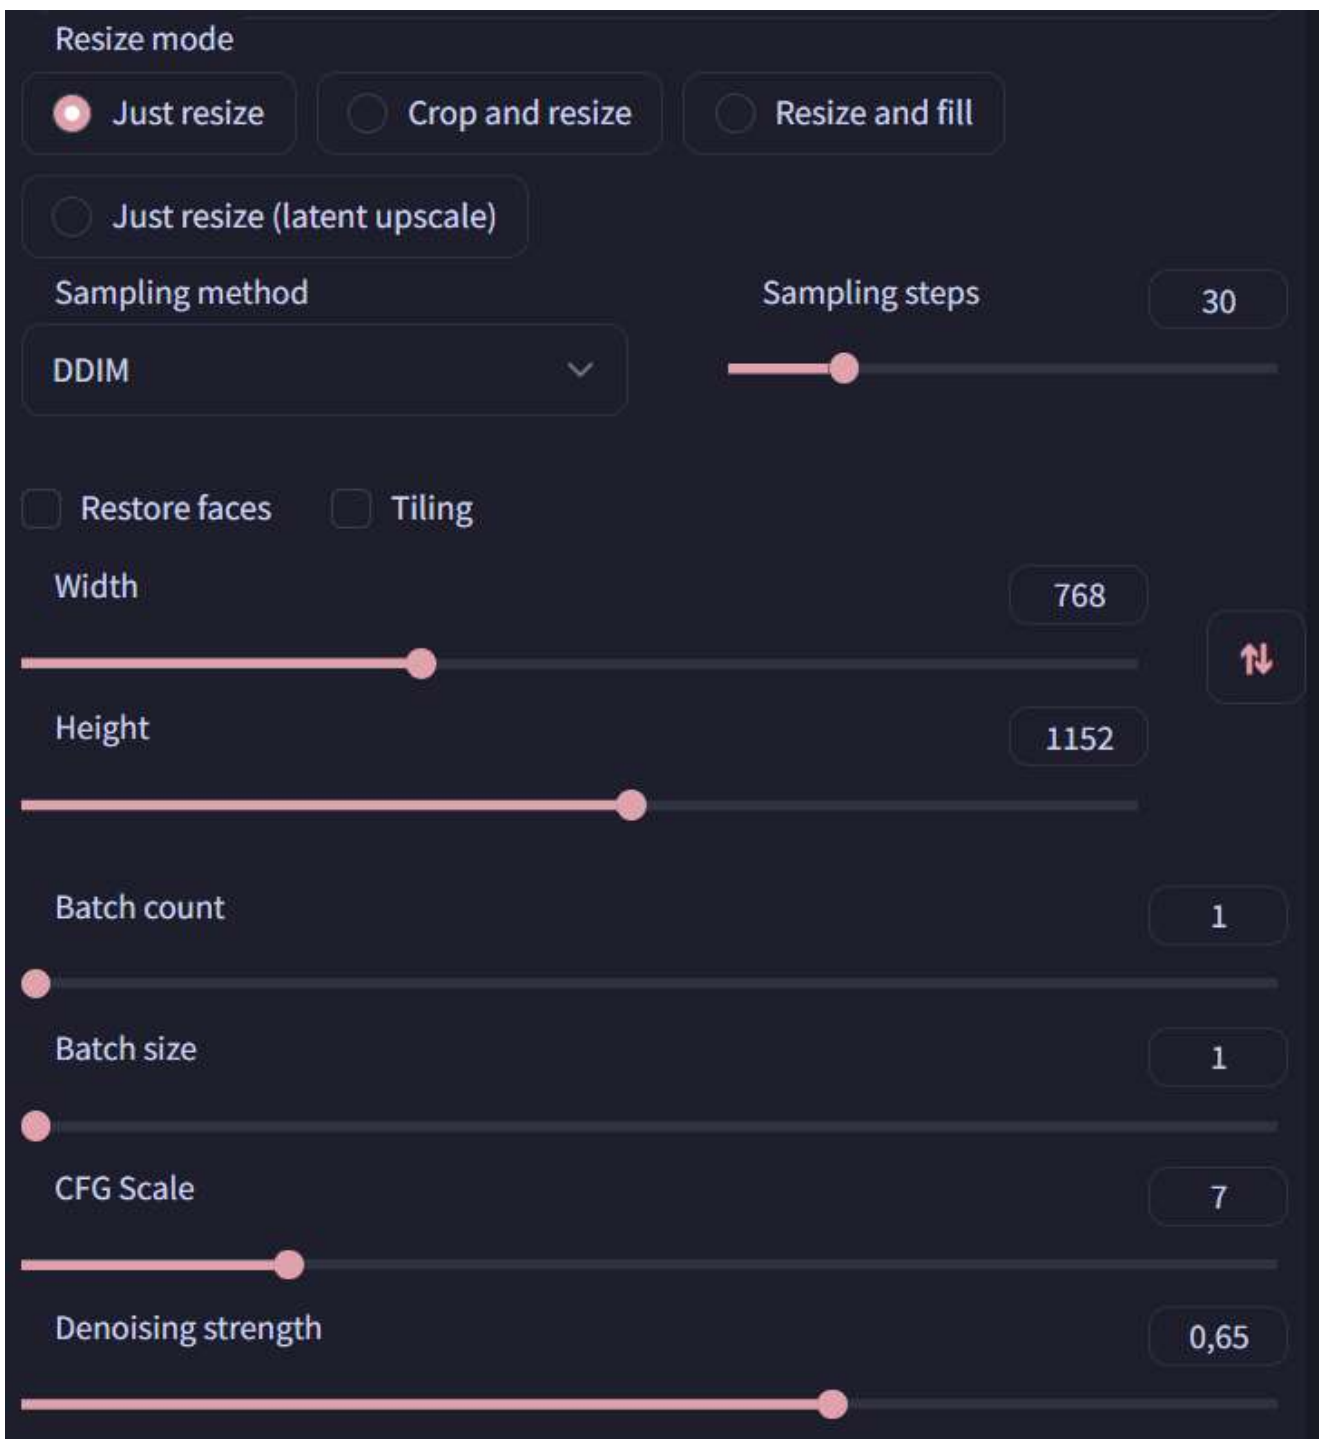 Resize mode
Just resize
Crop and resize
Resize and fill
Just resize (latent upscale)
Sampling method
Sampling steps
30
DDIM
Restore faces
Tiling
Width
768
Height
1152
Batch count
1
Batch size
1
CFG Scale
7
Denoising strength
0,65